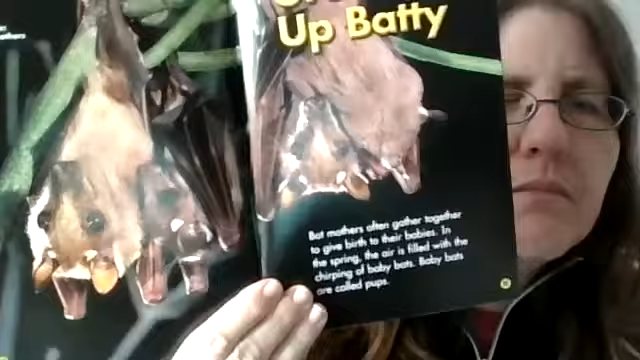 Up Batty
Bat mothers often gather together
to give birth to their babies. In
the spring, the air is filled with the
chirping of baby bats. Baby bats
are called pups.